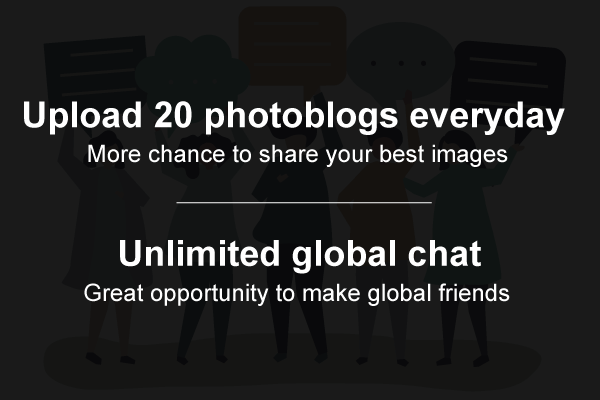 Upload 20 photoblogs everyday
More chance to share your best images
Unlimited global chat
Great opportunity to make global friends